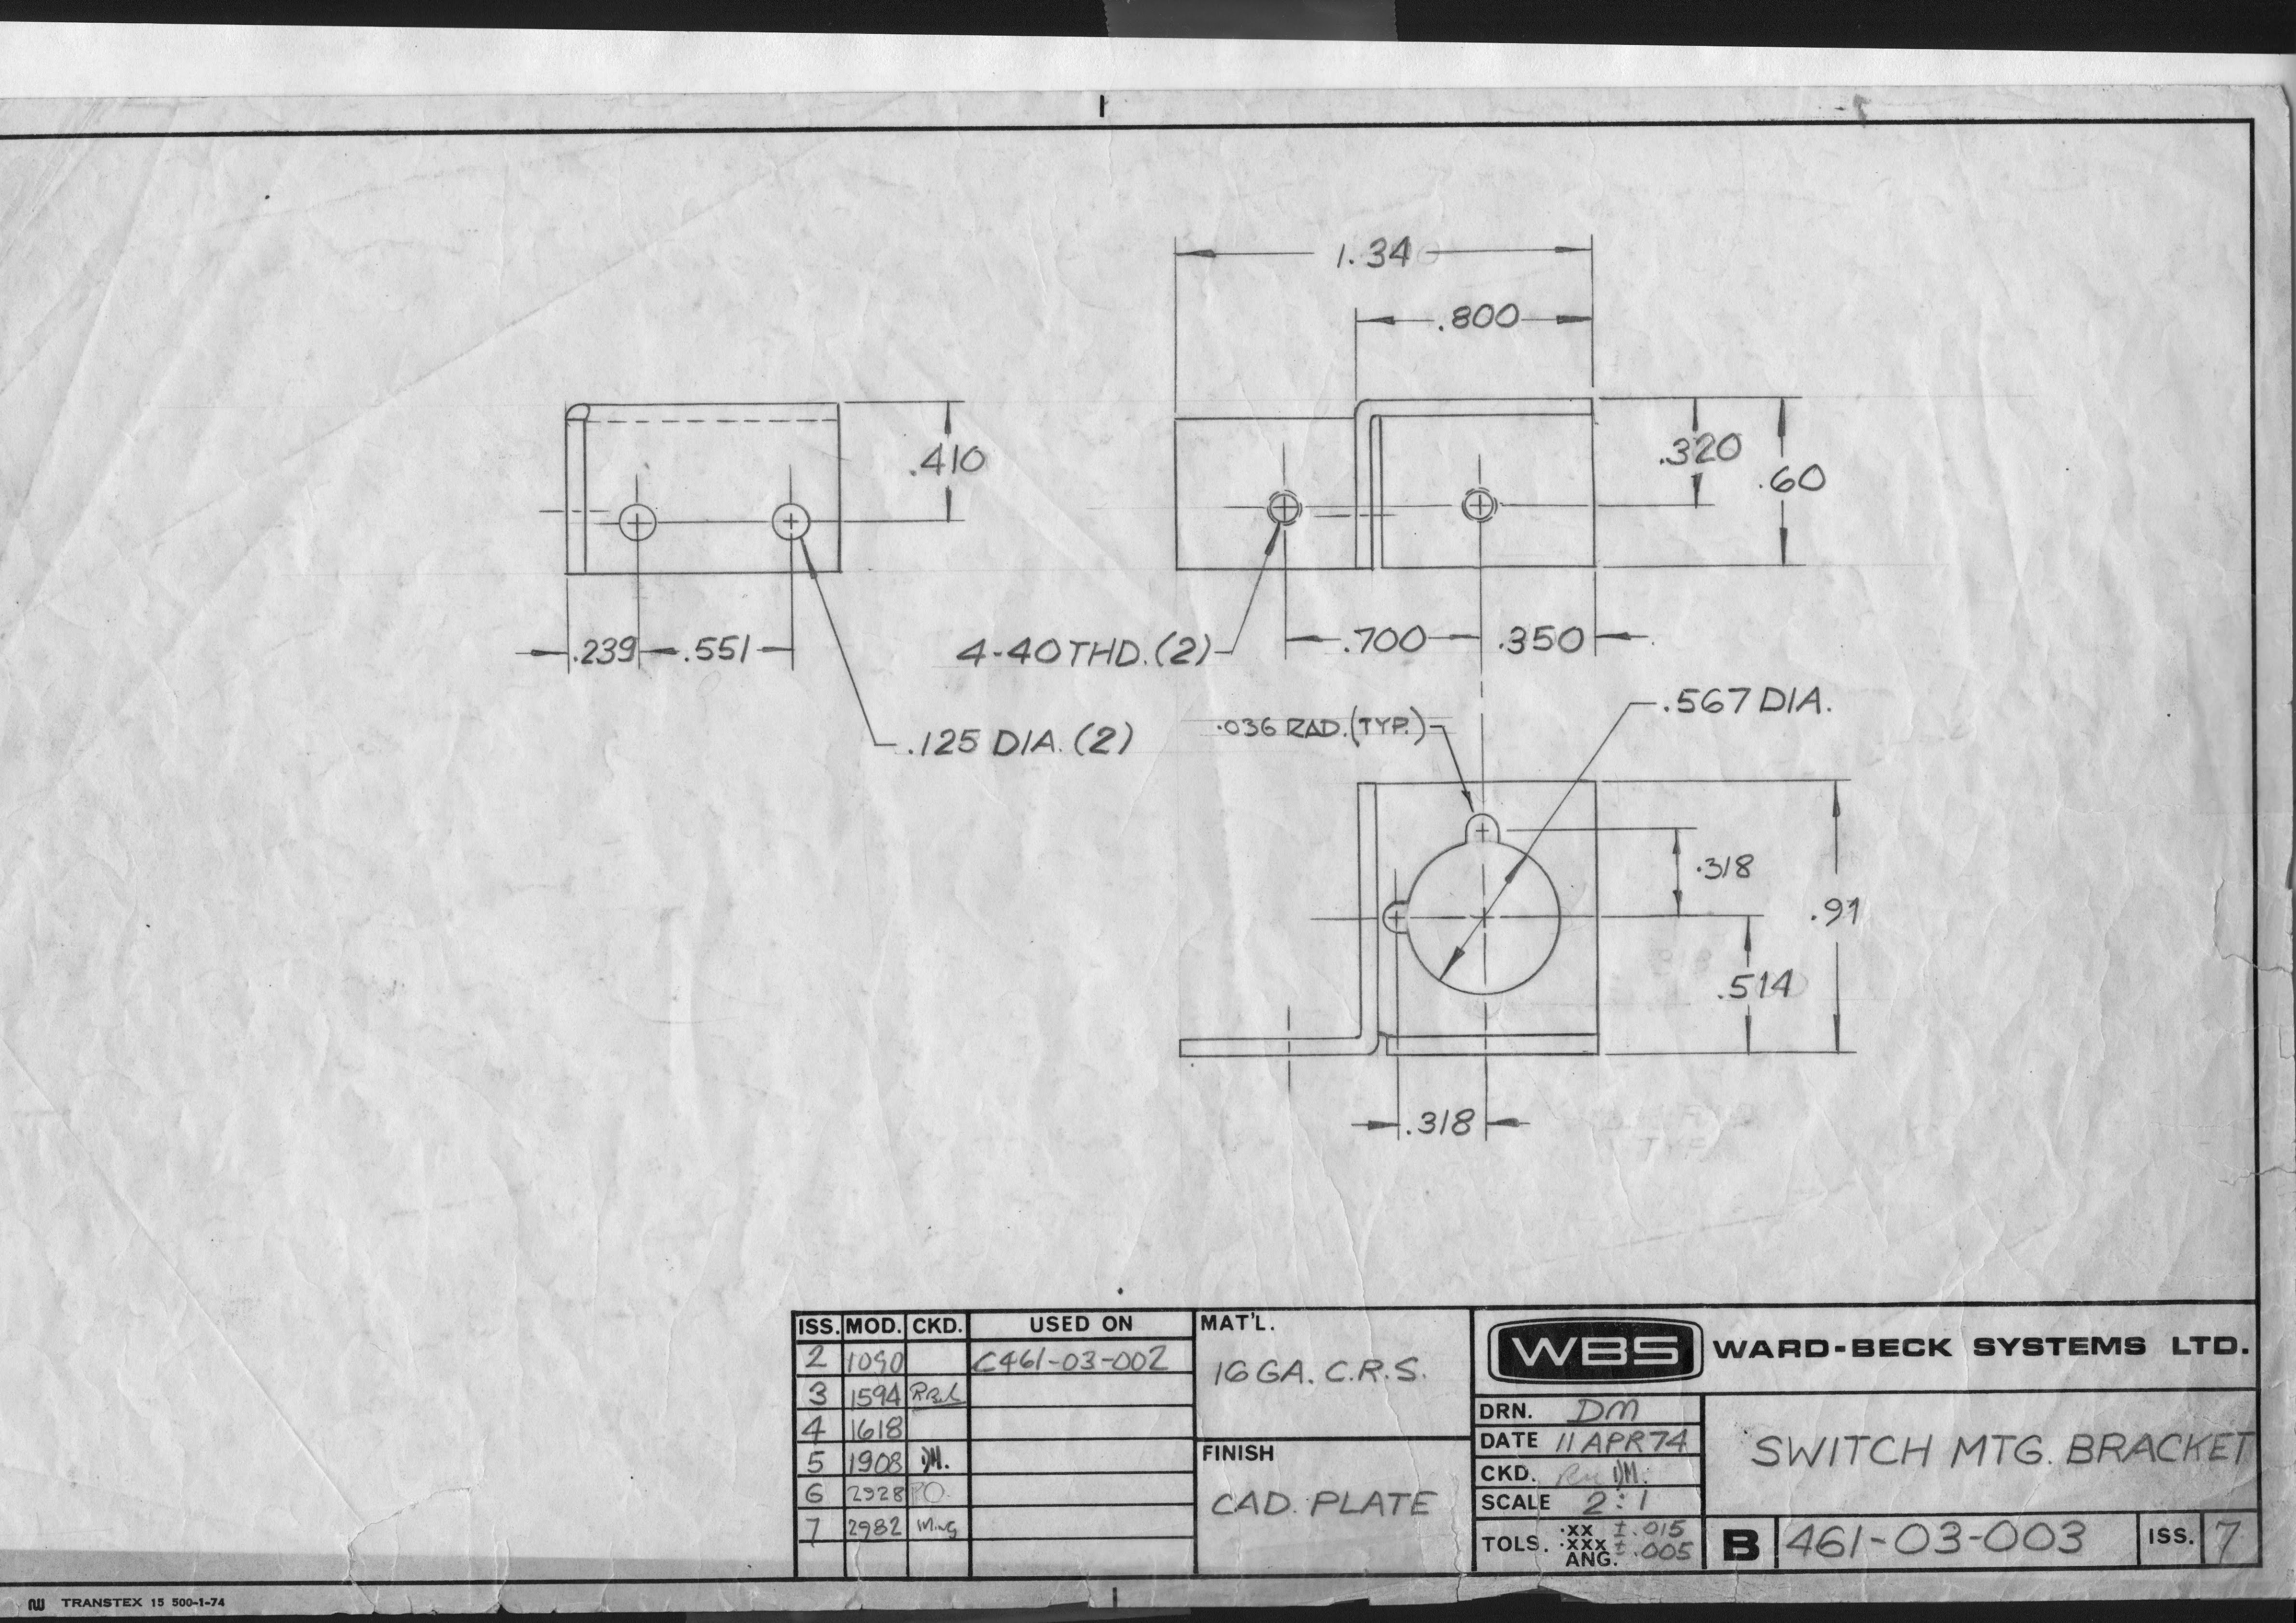 1.34
.800
.410
.320
.60
.239
.551
4-40 THD. (2)
.700
.350
.125 DIA. (2)
.036 RAD. (TYP.)
.567 DIA.
.318
.91
.514
.318
ISS. MOD. CKD. USED ON
2 1090 C461-03-002
3 1594
4 1618
5 1908 DM.
6 2928
7 2982
MAT'L.
16 GA. C.R.S.
FINISH
CAD. PLATE
WBS WARD-BECK SYSTEMS LTD.
DRN. DM
DATE 11 APR 74
CKD. DM.
SCALE 2:1
TOLS. .XX ±.015
.XXX ±.005
ANG.
SWITCH MTG. BRACKET
B 461-03-003 ISS. 7
TRANSTEX 15 500-1-74